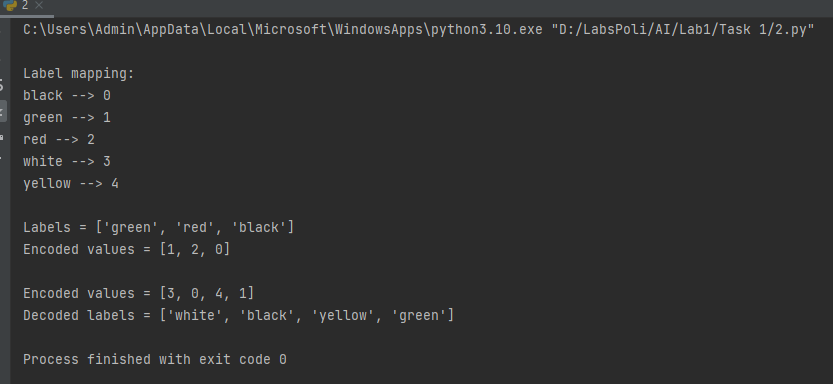 2
C:\Users\Admin\AppData\Local\Microsoft\WindowsApps\python3.10.exe "D:/LabsPoli/AI/Lab1/Task 1/2.py"
Label mapping:
black --> 0
green --> 1
red --> 2
white --> 3
yellow --> 4
Labels = ['green', 'red', 'black']
Encoded values = [1, 2, 0]
Encoded values = [3, 0, 4, 1]
Decoded labels = ['white', 'black', 'yellow', 'green']
Process finished with exit code 0